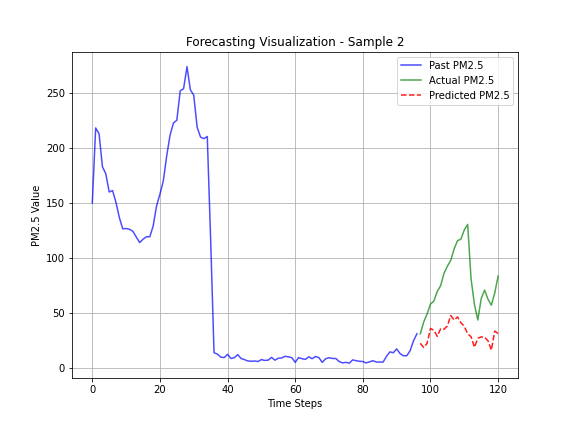 Forecasting Visualization - Sample 2
Past PM2.5
Actual PM2.5
Predicted PM2.5
PM2.5 Value
250
200
150
100
50
0
0 20 40 60 80 100 120
Time Steps